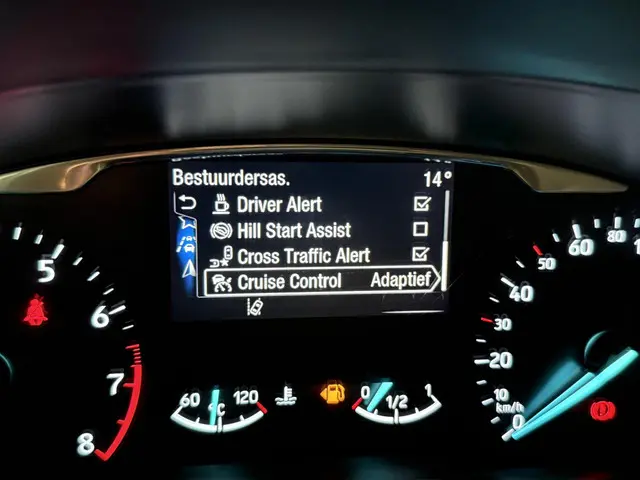 Bestuurdersas. 14°
Driver Alert
Hill Start Assist
Cross Traffic Alert
Cruise Control Adaptief
5
6
7
8
60 °C 120
0 1/2 1
0
10
20
30
40
50
60
80
km/h